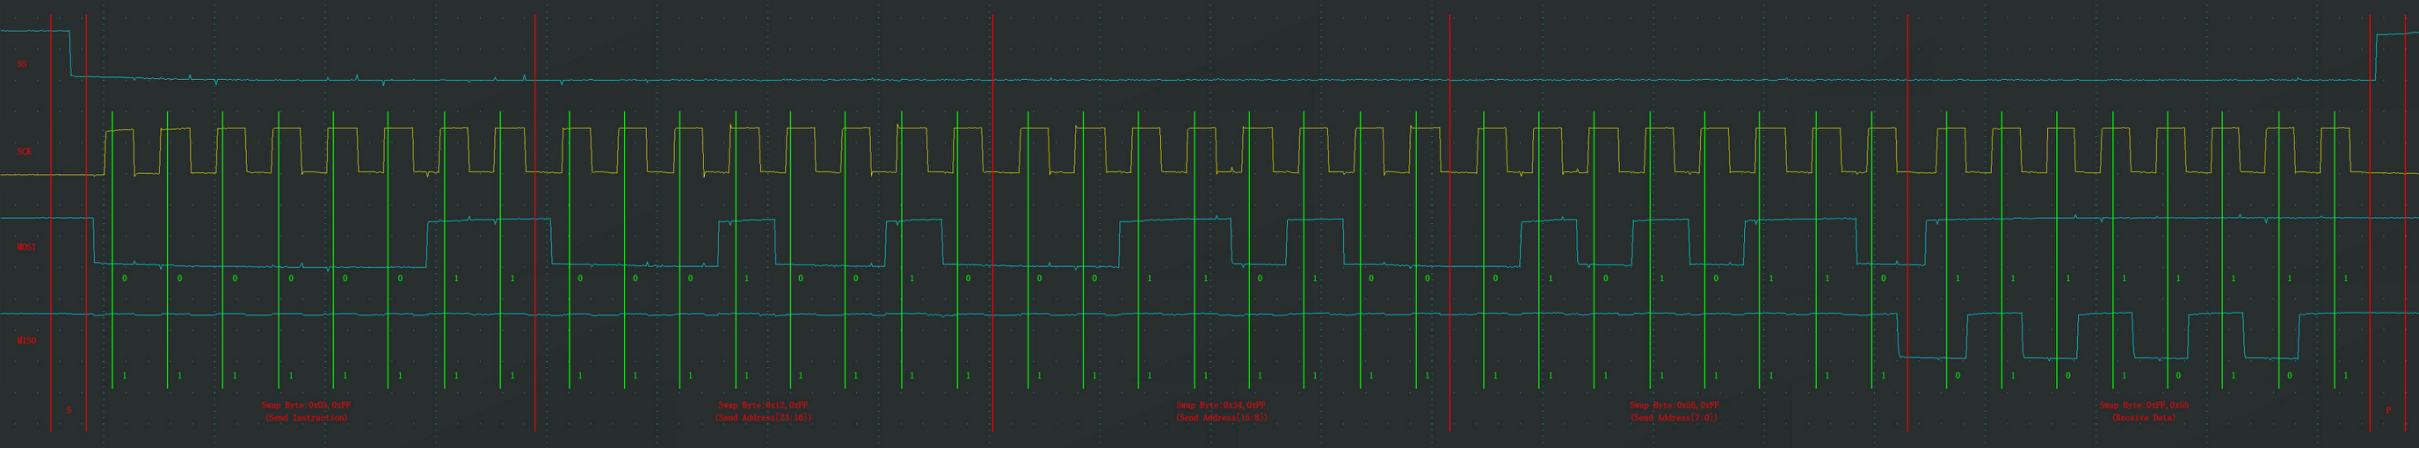 SS
SCK
MOSI
0 0 0 0 0 0 1 1 0 0 0 1 0 0 1 0 0 0 1 1 0 1 0 0 0 1 0 1 0 1 1 0 1 1 1 1 1 1 1 1
MISO
1 1 1 1 1 1 1 1 1 1 1 1 1 1 1 1 1 1 1 1 1 1 1 1 1 1 1 1 1 1 1 1 0 1 0 1 0 1 0 1
S
Swap Byte:0x03,0xFF
(Send Instruction)
Swap Byte:0x12,0xFF
(Send Address(23:16))
Swap Byte:0x34,0xFF
(Send Address(15:8))
Swap Byte:0x56,0xFF
(Send Address(7:0))
Swap Byte:0xFF,0x55
(Receive Data)
P